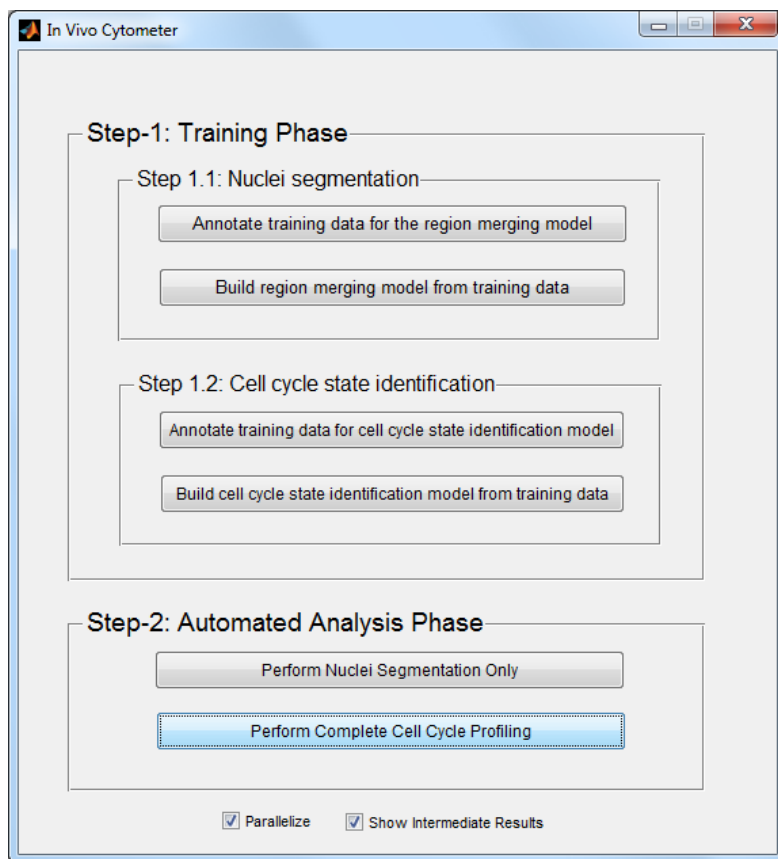 In Vivo Cytometer
Step-1: Training Phase
Step 1.1: Nuclei segmentation
Annotate training data for the region merging model
Build region merging model from training data
Step 1.2: Cell cycle state identification
Annotate training data for cell cycle state identification model
Build cell cycle state identification model from training data
Step-2: Automated Analysis Phase
Perform Nuclei Segmentation Only
Perform Complete Cell Cycle Profiling
Parallelize
Show Intermediate Results